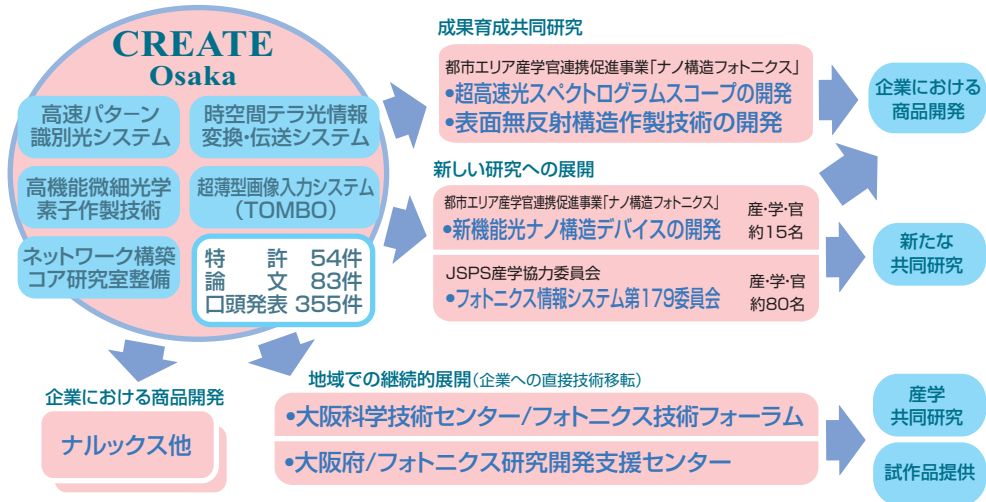 CREATE
Osaka
高速パターン
識別光システム
時空間テラ光情報
変換・伝送システム
高機能微細光学
素子作製技術
超薄型画像入力システム
(TOMBO)
ネットワーク構築
コア研究室整備
特 許 54件
論 文 83件
口頭発表 355件
成果育成共同研究
都市エリア産学官連携促進事業「ナノ構造フォトニクス」
•超高速光スペクトログラムスコープの開発
•表面無反射構造作製技術の開発
企業における
商品開発
新しい研究への展開
都市エリア産学官連携促進事業「ナノ構造フォトニクス」
•新機能光ナノ構造デバイスの開発
産・学・官
約15名
JSPS産学協力委員会
•フォトニクス情報システム第179委員会
産・学・官
約80名
新たな
共同研究
企業における商品開発
ナルックス他
地域での継続的展開(企業への直接技術移転)
•大阪科学技術センター/フォトニクス技術フォーラム
•大阪府/フォトニクス研究開発支援センター
産学
共同研究
試作品提供